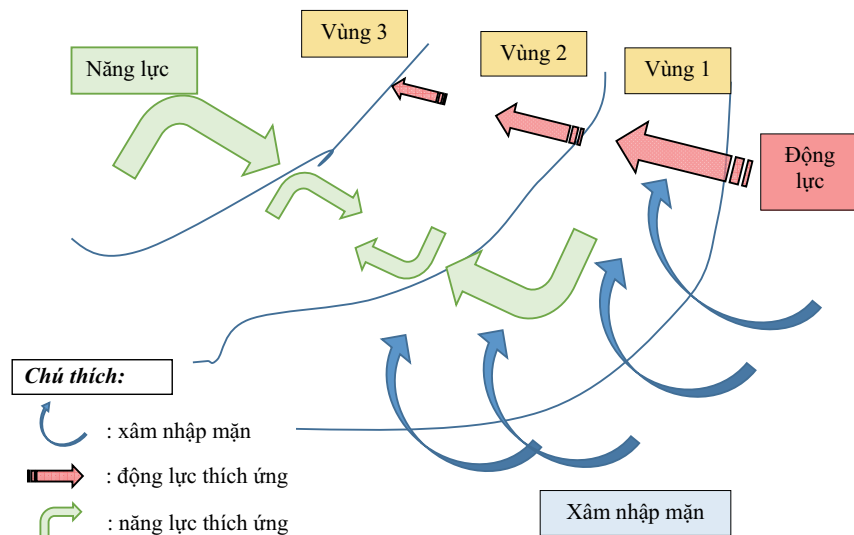 Vùng 3
Vùng 2
Vùng 1
Năng lực
Động
lực
Chú thích:
: xâm nhập mặn
: động lực thích ứng
: năng lực thích ứng
Xâm nhập mặn